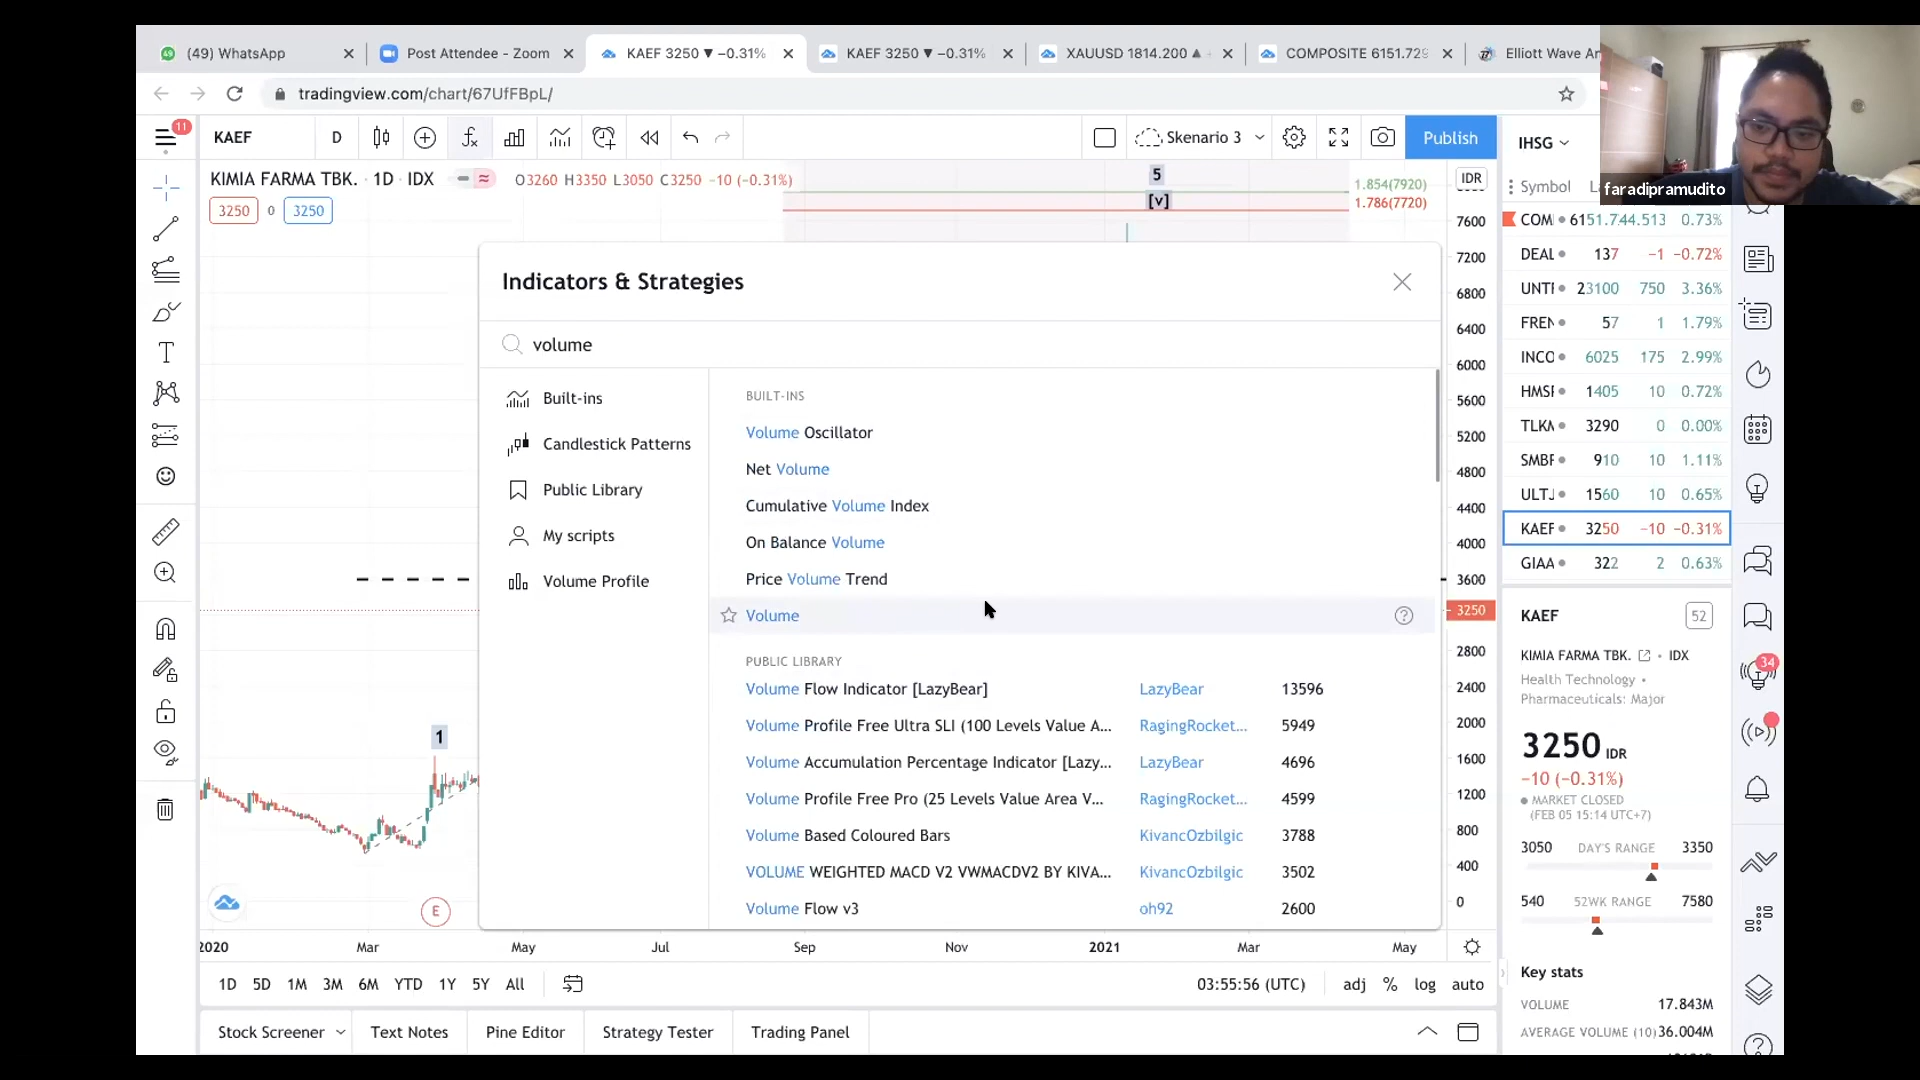 (49) WhatsApp
Post Attendee - Zoom
KAEF 3250 ▼ −0.31%
KAEF 3250 ▼ −0.31%
XAUUSD 1814.200 ▲
COMPOSITE 6151.729
Elliott Wave An
tradingview.com/chart/67UfFBpL/
11
KAEF
D
Skenario 3
Publish
IHSG
faradipramudito
KIMIA FARMA TBK. · 1D · IDX
O3260 H3350 L3050 C3250 −10 (−0.31%)
3250 0 3250
5
[v]
1.854(7920)
1.786(7720)
IDR
7600
7200
6800
6400
6000
5600
5200
4800
4400
4000
3600
3250
2800
2400
2000
1600
1200
800
400
0
Indicators & Strategies
volume
Built-ins
Candlestick Patterns
Public Library
My scripts
Volume Profile
BUILT-INS
Volume Oscillator
Net Volume
Cumulative Volume Index
On Balance Volume
Price Volume Trend
Volume
PUBLIC LIBRARY
Volume Flow Indicator [LazyBear] LazyBear 13596
Volume Profile Free Ultra SLI (100 Levels Value A... RagingRocket... 5949
Volume Accumulation Percentage Indicator [Lazy... LazyBear 4696
Volume Profile Free Pro (25 Levels Value Area V... RagingRocket... 4599
Volume Based Coloured Bars KivancOzbilgic 3788
VOLUME WEIGHTED MACD V2 VWMACDV2 BY KIVA... KivancOzbilgic 3502
Volume Flow v3 oh92 2600
1
E
2020 Mar May Jul Sep Nov 2021 Mar May
1D 5D 1M 3M 6M YTD 1Y 5Y All
03:55:56 (UTC)
adj % log auto
Stock Screener
Text Notes
Pine Editor
Strategy Tester
Trading Panel
Symbol
COMI 0.73%
DEAL 137 −1 −0.72%
UNTI 23100 750 3.36%
FREN 57 1 1.79%
INCO 6025 175 2.99%
HMSI 1405 10 0.72%
TLKM 3290 0 0.00%
SMBF 910 10 1.11%
ULTJ 1560 10 0.65%
KAEF 3250 −10 −0.31%
GIAA 322 2 0.63%
KAEF
52
KIMIA FARMA TBK. · IDX
Health Technology ·
Pharmaceuticals: Major
3250 IDR
−10 (−0.31%)
MARKET CLOSED
(FEB 05 15:14 UTC+7)
3050 DAY'S RANGE 3350
540 52WK RANGE 7580
Key stats
VOLUME 17.843M
AVERAGE VOLUME (10) 36.004M
34